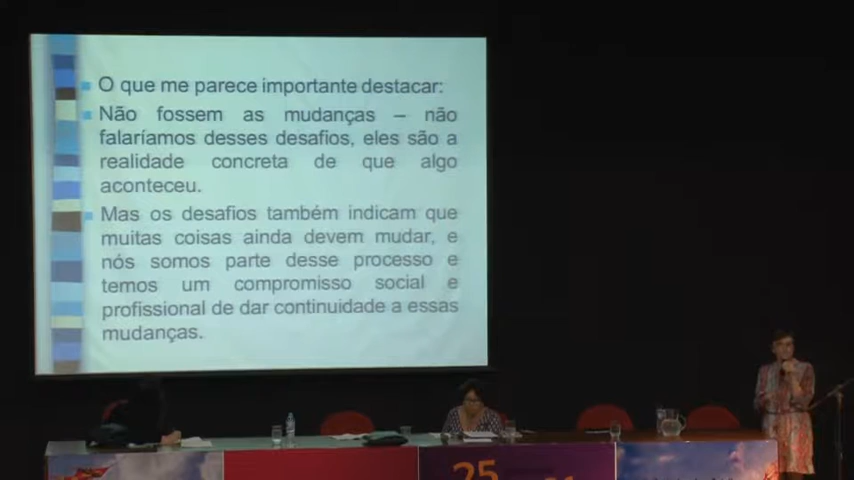 O que me parece importante destacar:
Não fossem as mudanças – não
falaríamos desses desafios, eles são a
realidade concreta de que algo
aconteceu.
Mas os desafios também indicam que
muitas coisas ainda devem mudar, e
nós somos parte desse processo e
temos um compromisso social e
profissional de dar continuidade a essas
mudanças.
25